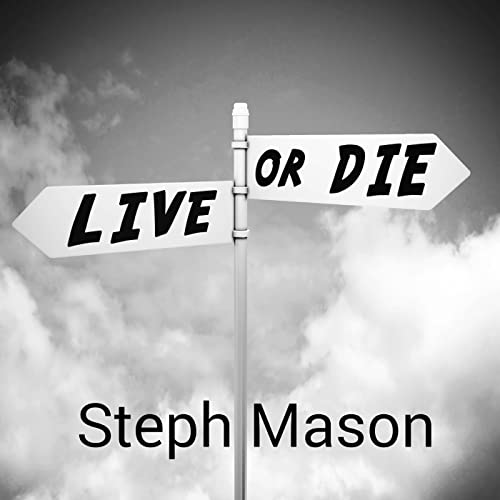 LIVE
OR DIE
Steph Mason